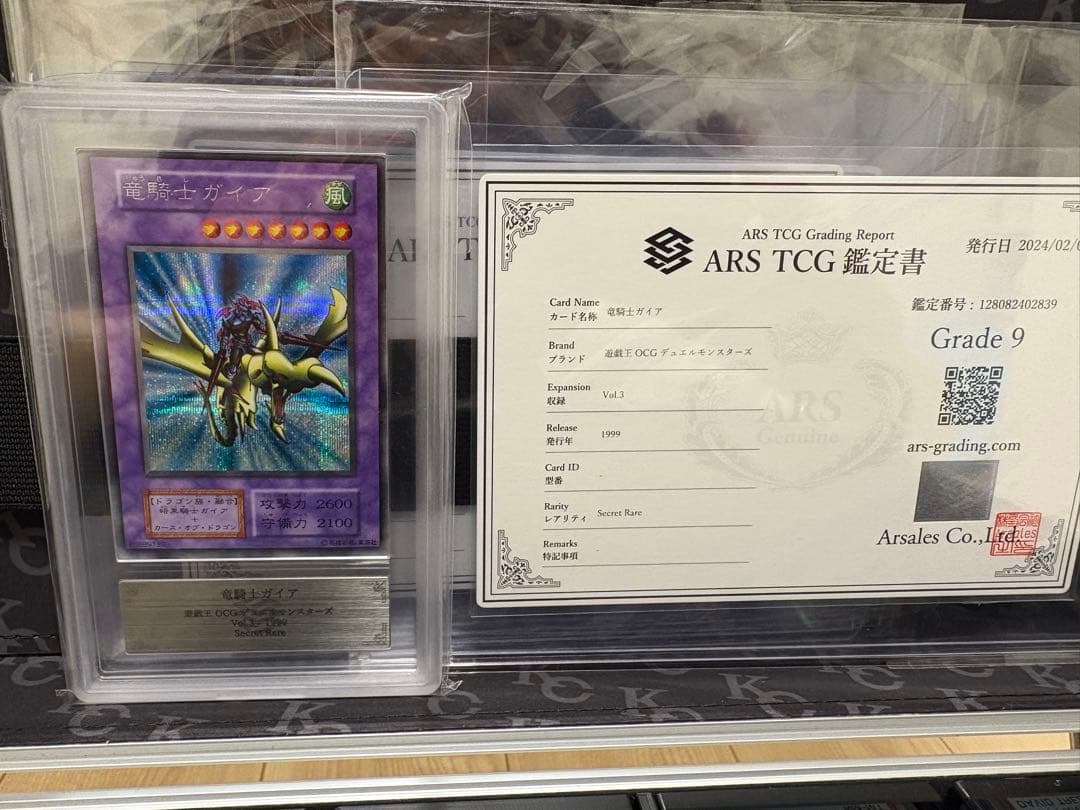 竜騎士ガイア
風
【ドラゴン族・融合】
暗黒騎士ガイア
+
カース・オブ・ドラゴン
攻撃力 2600
守備力 2100
竜騎士ガイア
遊戯王 OCG デュエルモンスターズ
Vol.3 1999
Secret Rare
ARS TCG Grading Report
ARS TCG 鑑定書
発行日 2024/02/0
鑑定番号 : 128082402839
Grade 9
ars-grading.com
Arsales Co.,Ltd.
Card Name
カード名称 竜騎士ガイア
Brand
ブランド 遊戯王 OCG デュエルモンスターズ
Expansion
収録 Vol.3
Release
発行年 1999
Card ID
型番 -
Rarity
レアリティ Secret Rare
Remarks
特記事項 -
ARS
Genuine